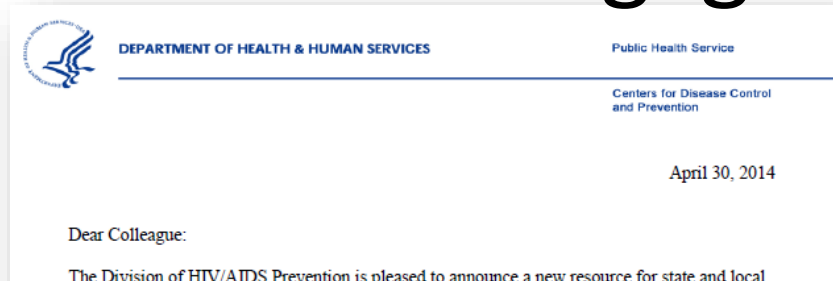 DEPARTMENT OF HEALTH & HUMAN SERVICES
Public Health Service
Centers for Disease Control
and Prevention
April 30, 2014
Dear Colleague:
The Division of HIV/AIDS Prevention is pleased to announce a new resource for state and local